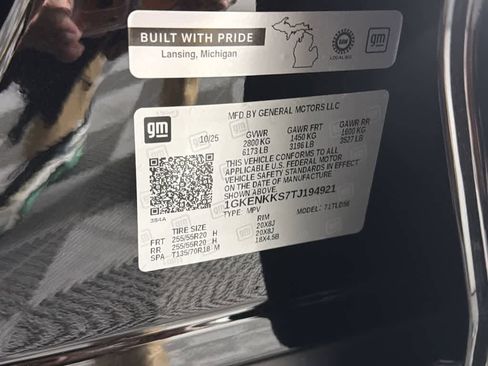 BUILT WITH PRIDE
Lansing, Michigan
gm
gm
MFD BY GENERAL MOTORS LLC
10/25 GVWR GAWR FRT GAWR RR
2800 KG 1450 KG 1600 KG
6173 LB 3196 LB 3527 LB
THIS VEHICLE CONFORMS TO ALL
APPLICABLE U.S. FEDERAL MOTOR
VEHICLE SAFETY STANDARDS IN EFFECT
ON THE DATE OF MANUFACTURE SHOWN ABOVE.
1GKENKKS7TJ194921
TYPE: MPV MODEL: T1TLD56
TIRE SIZE RIM
FRT 255/55R20 H 20X8J
RR 255/55R20 H 20X8J
SPA T135/70R18 M 18X4.5B